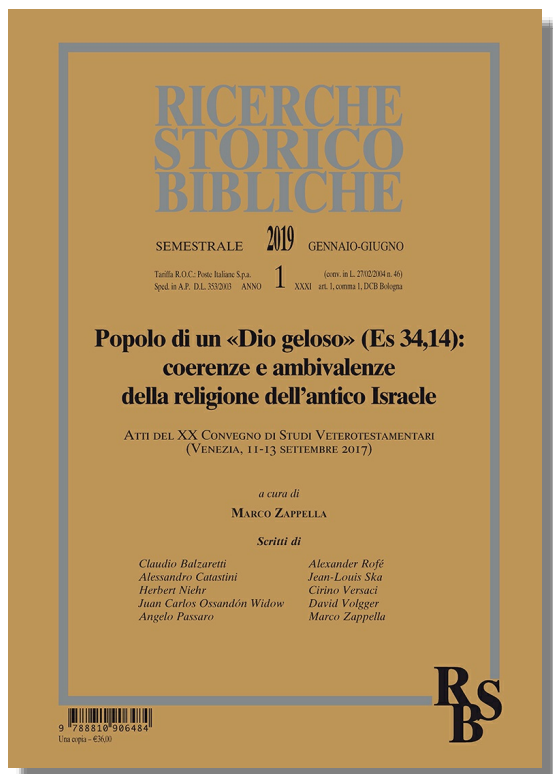 RICERCHE
STORICO
BIBLICHE
SEMESTRALE 2019 GENNAIO-GIUGNO
Tariffa R.O.C.: Poste Italiane S.p.a.
Sped. in A.P. D.L. 353/2003 ANNO 1 XXXI
(conv. in L. 27/02/2004 n. 46)
art. 1, comma 1, DCB Bologna
Popolo di un «Dio geloso» (Es 34,14):
coerenze e ambivalenze
della religione dell’antico Israele
ATTI DEL XX CONVEGNO DI STUDI VETEROTESTAMENTARI
(VENEZIA, 11-13 SETTEMBRE 2017)
a cura di
MARCO ZAPPELLA
Scritti di
Claudio Balzaretti
Alessandro Catastini
Herbert Niehr
Juan Carlos Ossandón Widow
Angelo Passaro
Alexander Rofé
Jean-Louis Ska
Cirino Versaci
David Volgger
Marco Zappella
RBS
9 788810 906484
Una copia – €36,00